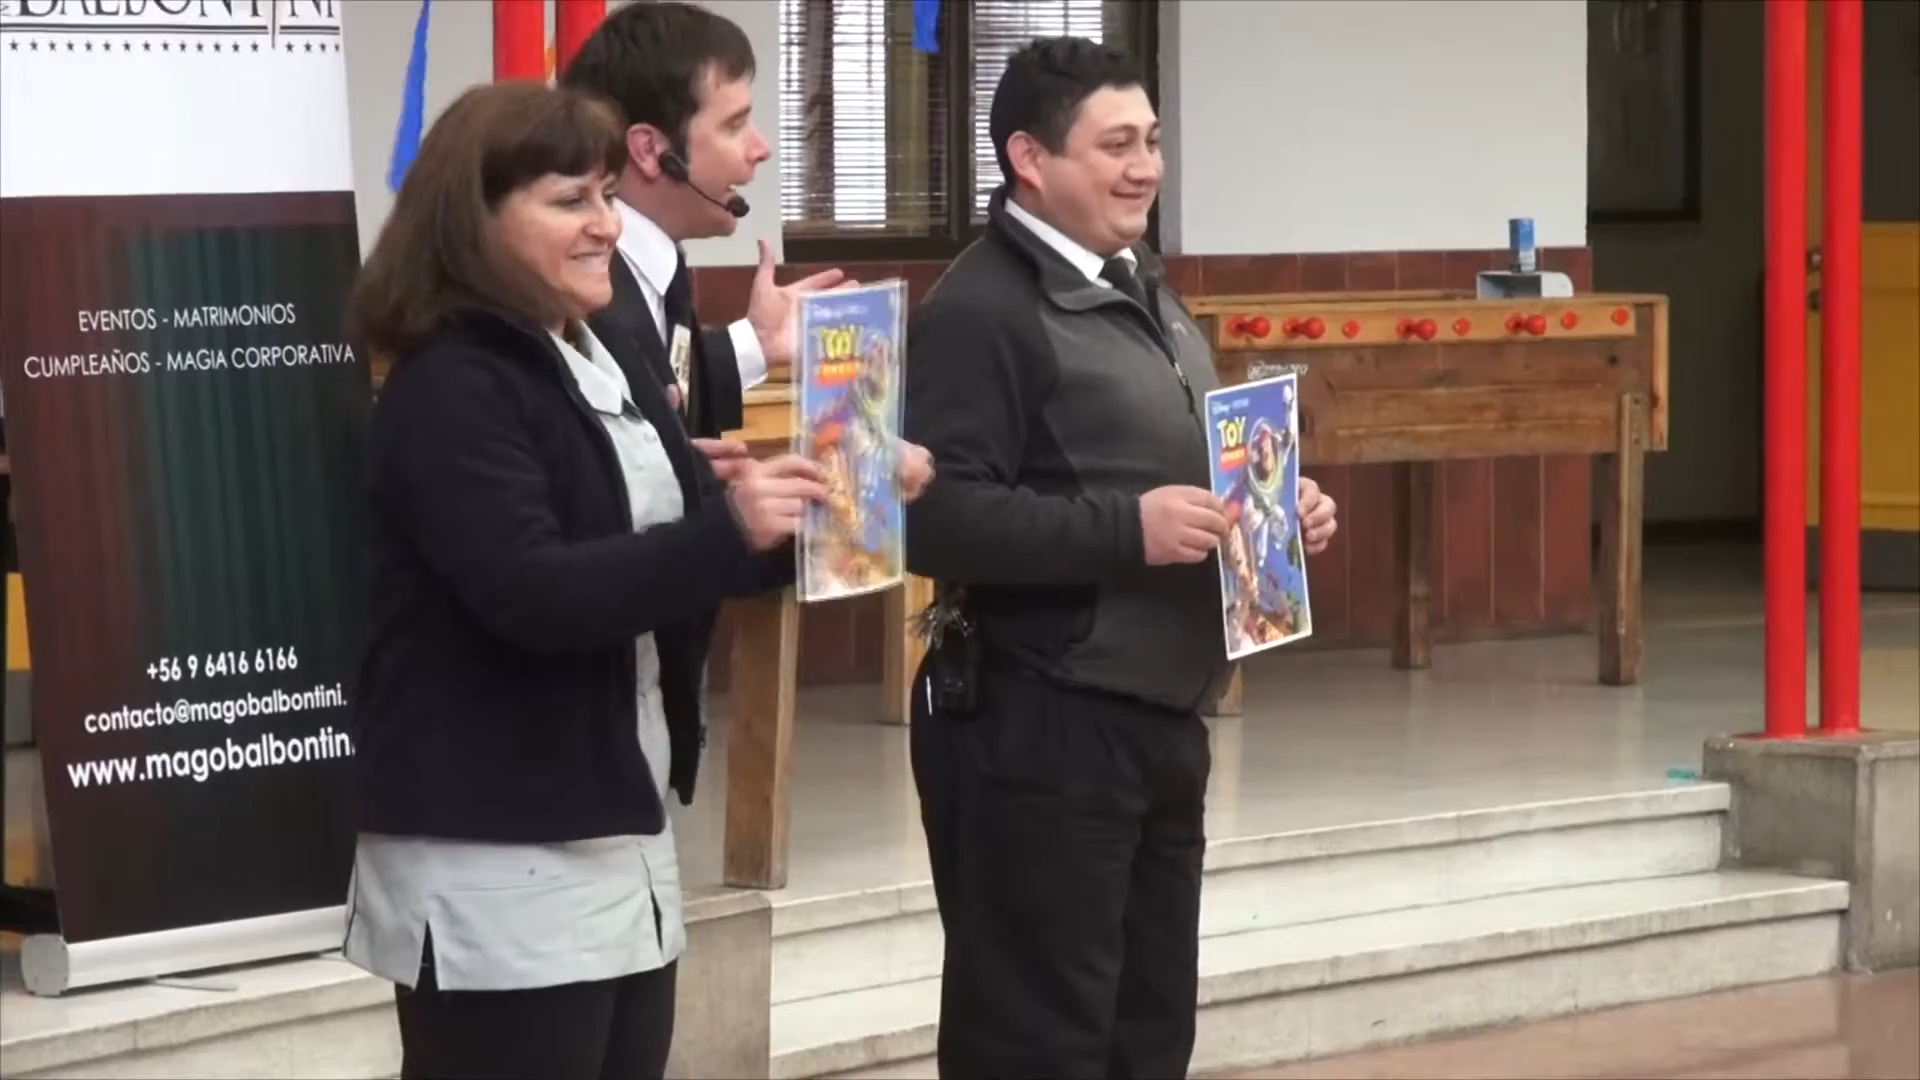 BALBONTINI
EVENTOS - MATRIMONIOS
CUMPLEAÑOS - MAGIA CORPORATIVA
+56 9 6416 6166
contacto@magobalbontini.
www.magobalbontini.
TOY
TOY